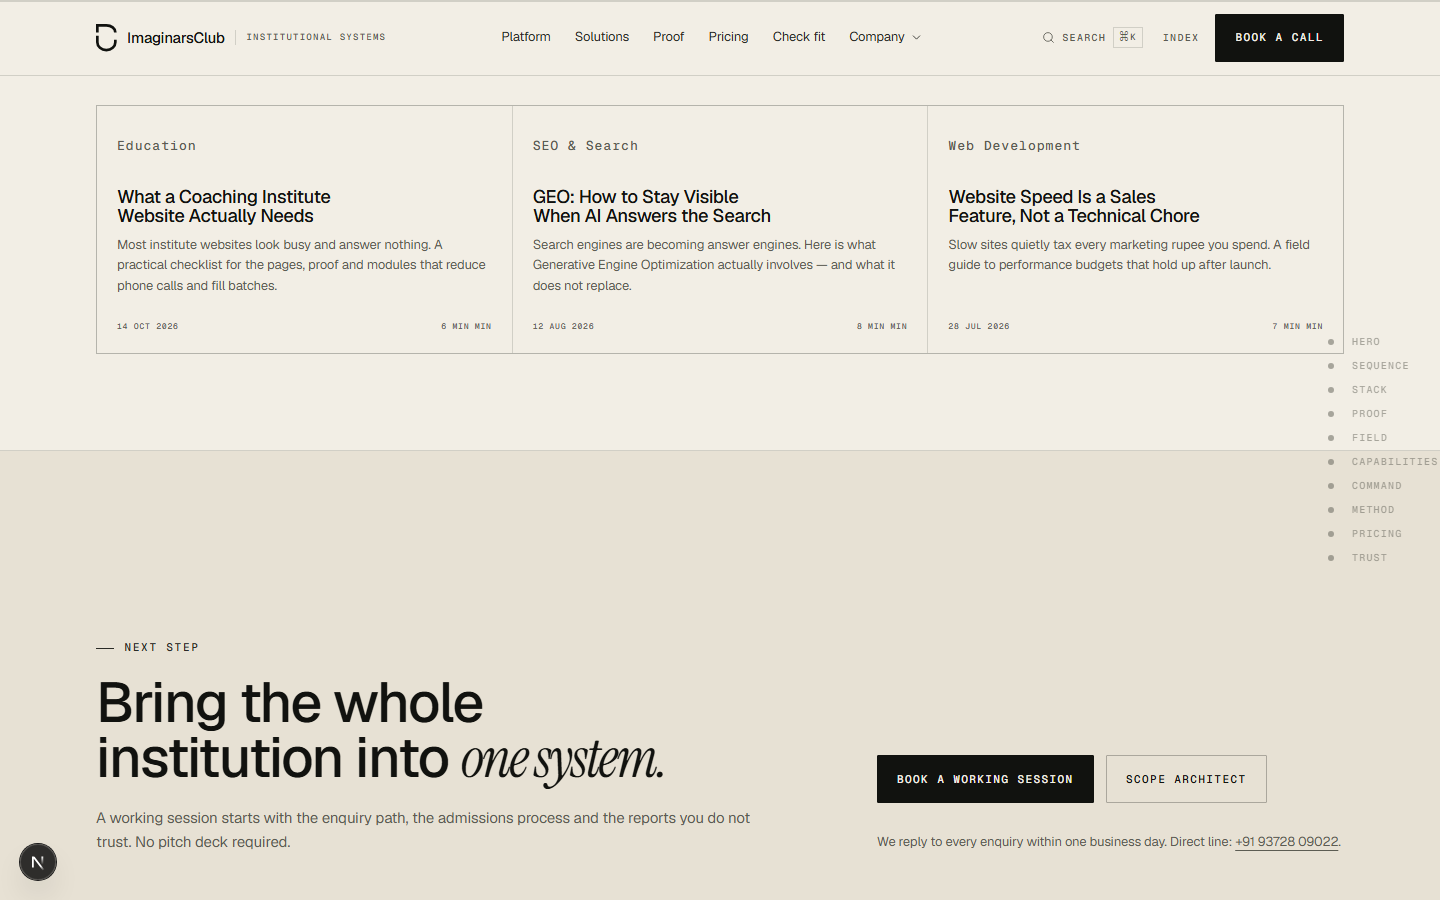 ImaginarsClub
INSTITUTIONAL SYSTEMS
Platform
Solutions
Proof
Pricing
Check fit
Company
SEARCH ⌘K
INDEX
BOOK A CALL
Education
What a Coaching Institute
Website Actually Needs
Most institute websites look busy and answer nothing. A
practical checklist for the pages, proof and modules that reduce
phone calls and fill batches.
14 OCT 2026
6 MIN MIN
SEO & Search
GEO: How to Stay Visible
When AI Answers the Search
Search engines are becoming answer engines. Here is what
Generative Engine Optimization actually involves — and what it
does not replace.
12 AUG 2026
8 MIN MIN
Web Development
Website Speed Is a Sales
Feature, Not a Technical Chore
Slow sites quietly tax every marketing rupee you spend. A field
guide to performance budgets that hold up after launch.
28 JUL 2026
7 MIN MIN
HERO
SEQUENCE
STACK
PROOF
FIELD
CAPABILITIES
COMMAND
METHOD
PRICING
TRUST
NEXT STEP
Bring the whole
institution into one system.
A working session starts with the enquiry path, the admissions process and the reports you do not
trust. No pitch deck required.
BOOK A WORKING SESSION
SCOPE ARCHITECT
We reply to every enquiry within one business day. Direct line: +91 93728 09022.
N